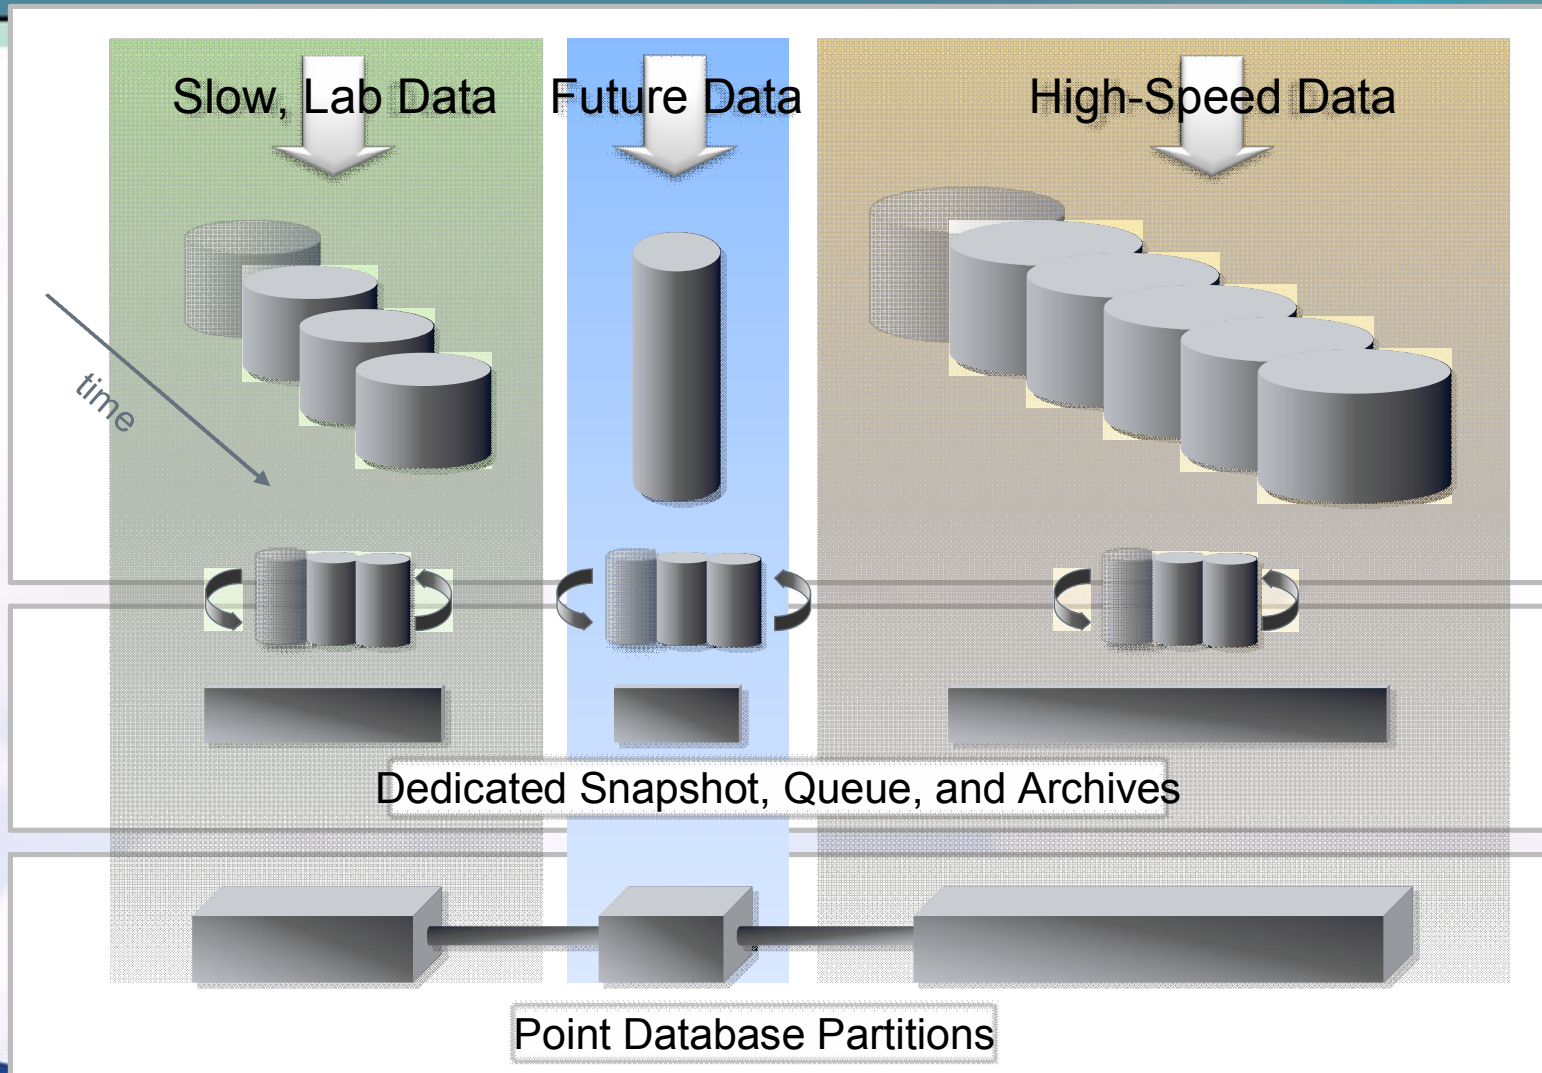 Slow, Lab Data
Future Data
High-Speed Data
time
Dedicated Snapshot, Queue, and Archives
Point Database Partitions